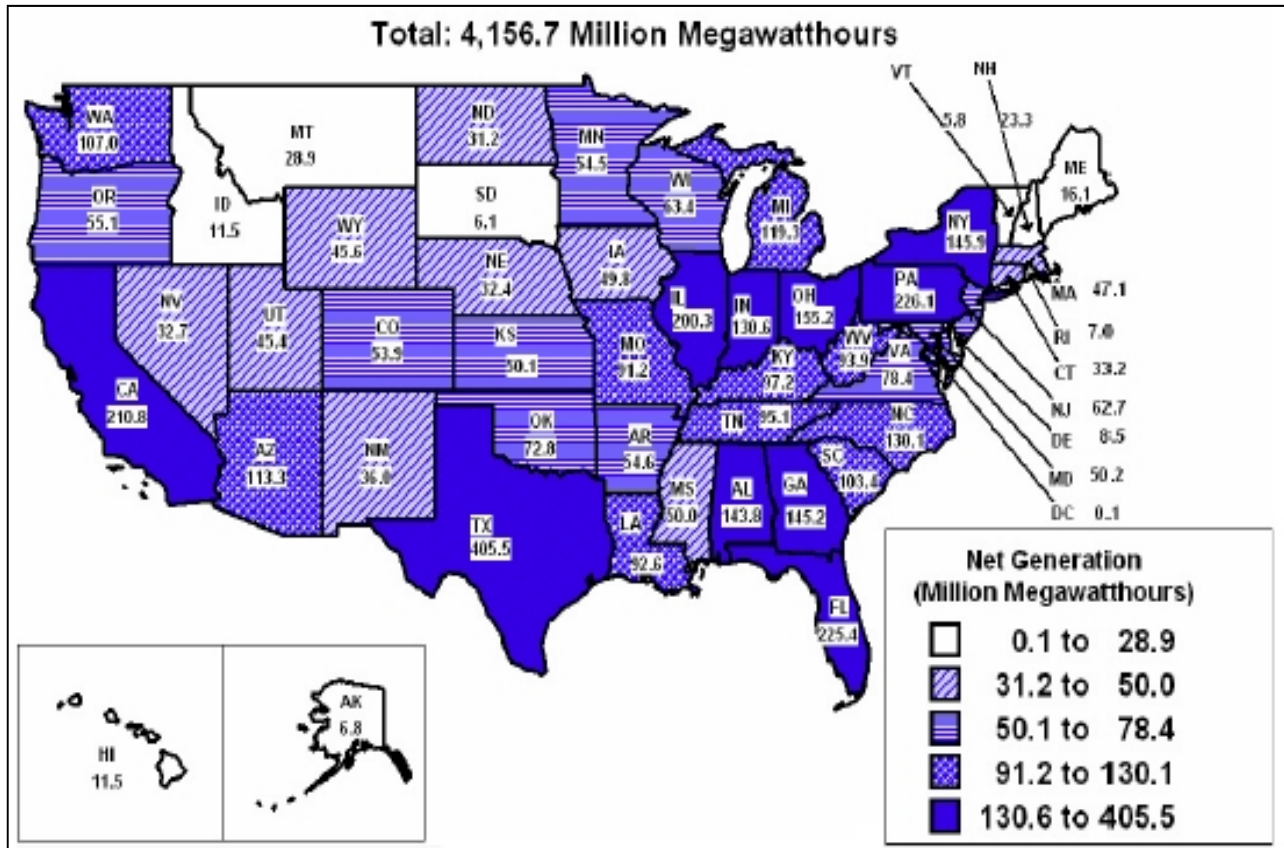 Total: 4,156.7 Million Megawatthours
VT
NH
5.8
23.3
WA
107.0
MT
28.9
ND
31.2
MN
54.5
ME
16.1
OR
55.1
ID
11.5
SD
6.1
WI
63.4
MI
119.3
NY
145.9
WY
45.6
NE
32.4
IA
49.8
PA
226.1
MA 47.1
NV
32.7
UT
45.4
CO
53.9
KS
50.1
MO
91.2
IL
200.3
IN
130.6
OH
155.2
WV
93.9
VA
78.4
KY
97.2
RI 7.0
CT 33.2
CA
210.8
NJ 62.7
DE 8.5
MD 50.2
DC 0.1
AZ
113.3
NM
36.0
OK
72.8
AR
54.6
TN 95.1
NC
130.1
SC
103.4
MS
50.0
AL
143.8
GA
145.2
TX
405.5
LA
92.6
FL
225.4
HI
11.5
AK
6.8
Net Generation
(Million Megawatthours)
0.1 to 28.9
31.2 to 50.0
50.1 to 78.4
91.2 to 130.1
130.6 to 405.5